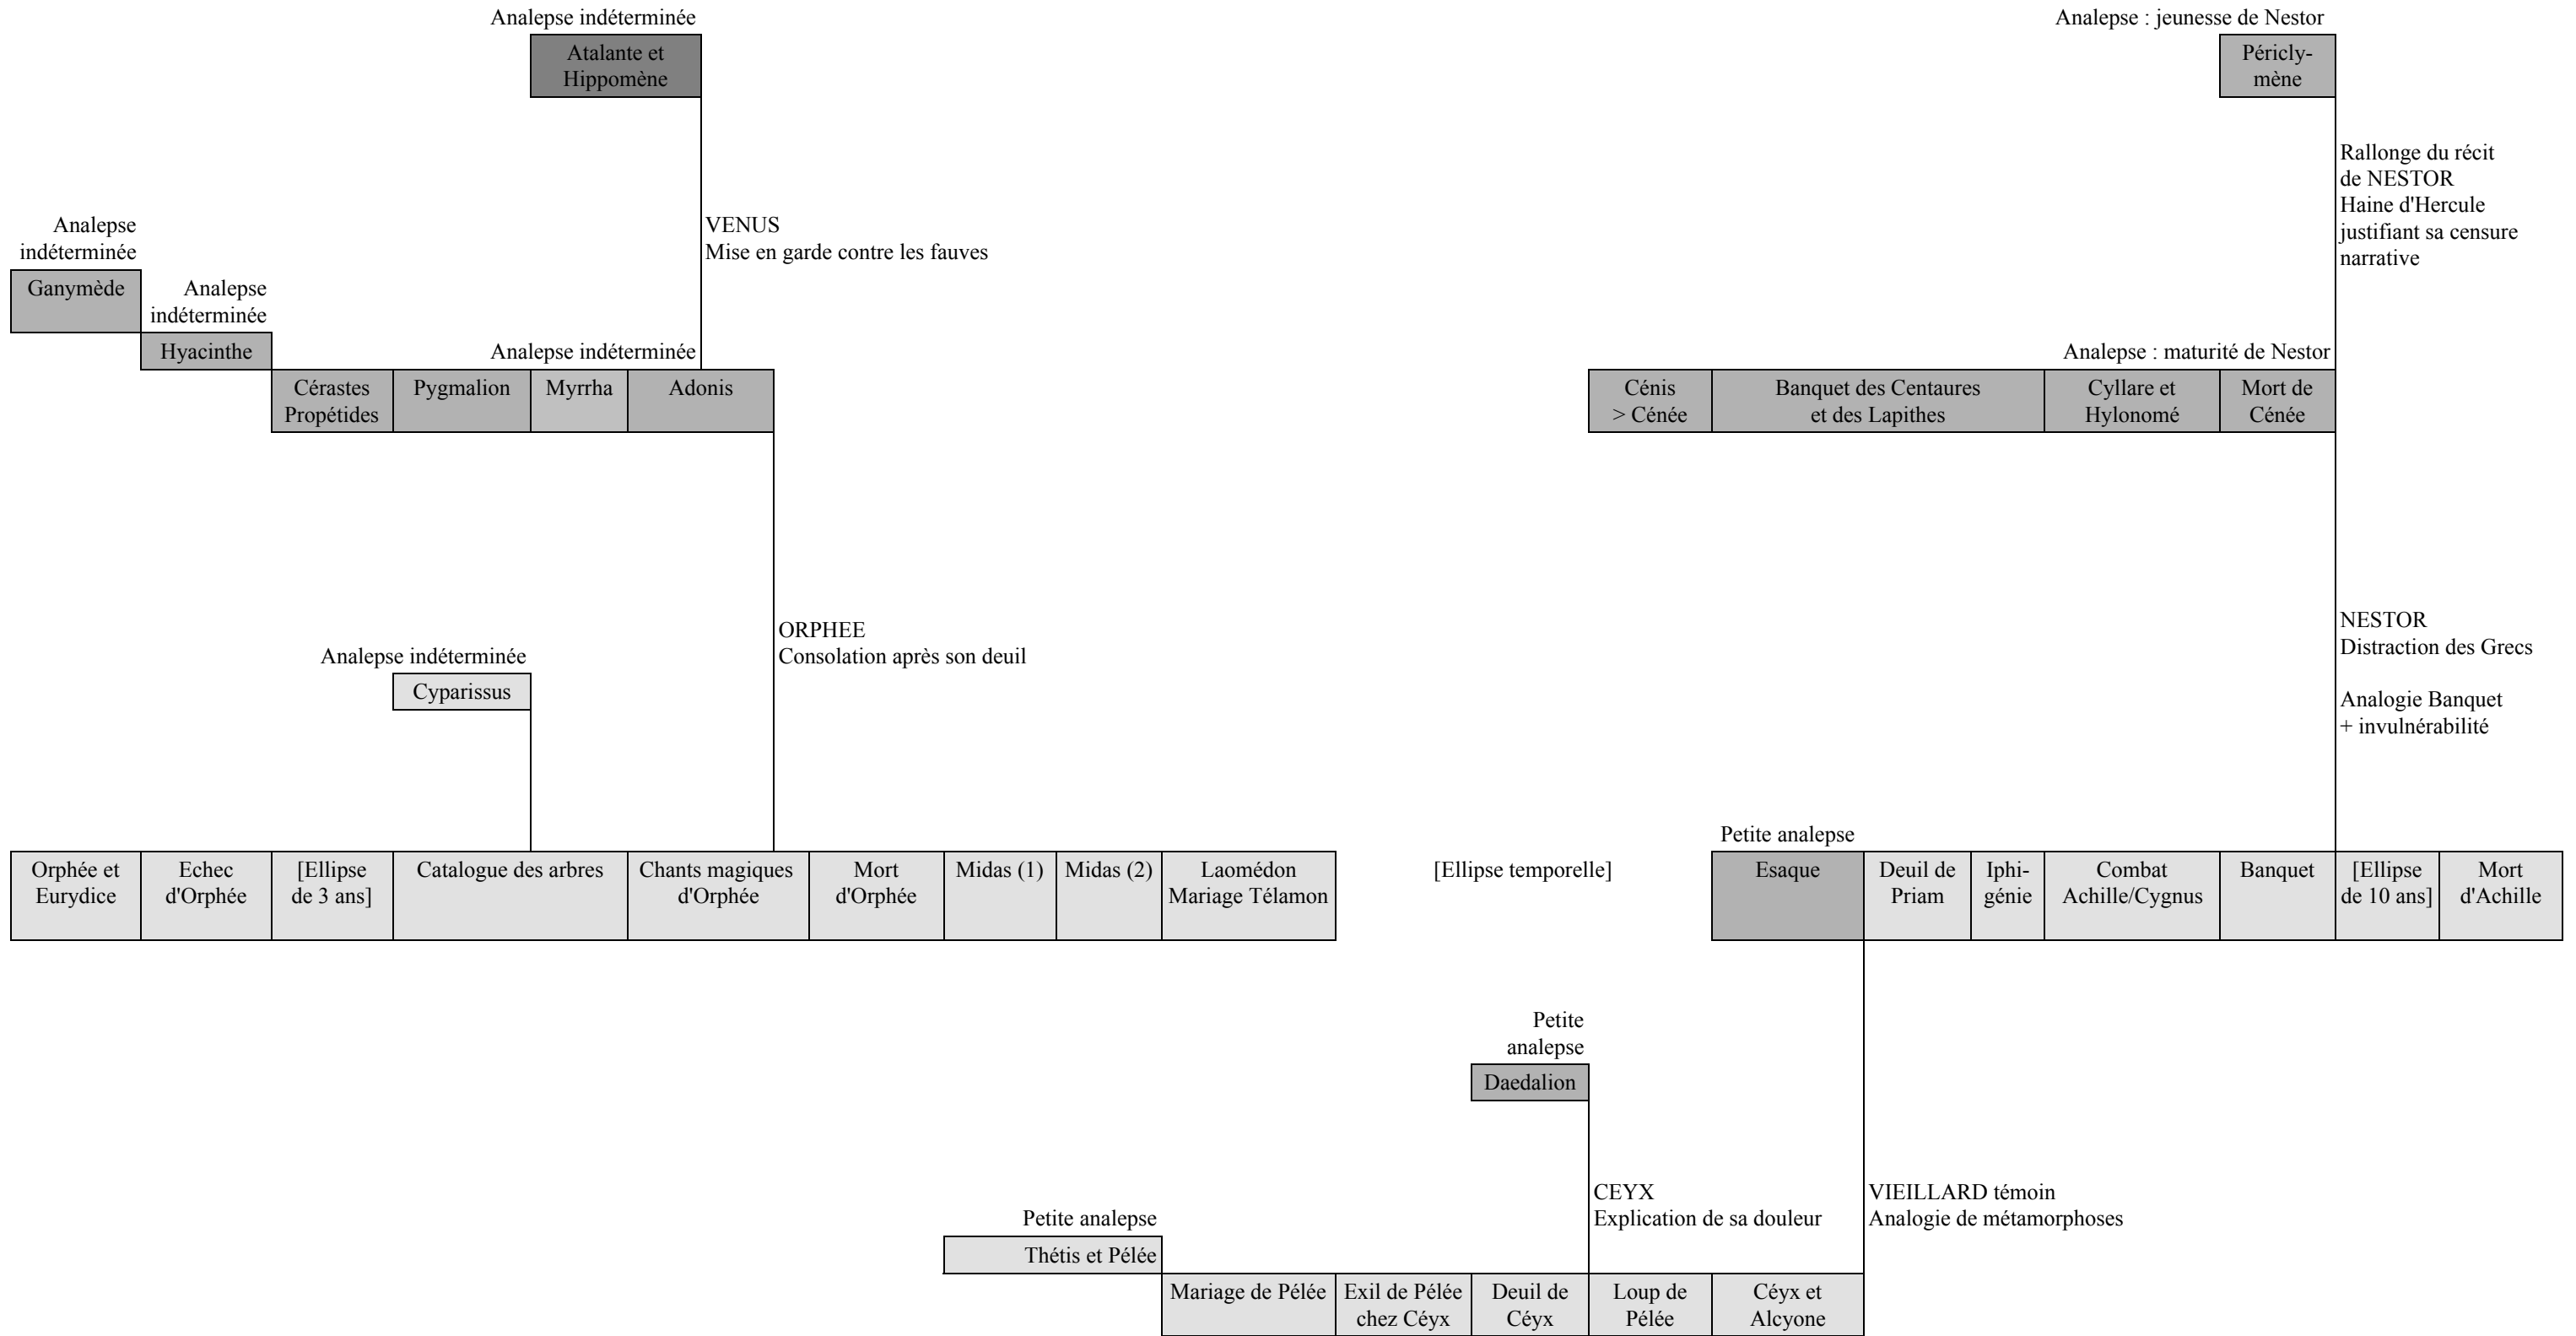 Analepse indéterminée
Atalante et
Hippomène
Analepse : jeunesse de Nestor
Péricly-
mène
Rallonge du récit
de NESTOR
Haine d'Hercule
justifiant sa censure
narrative
VENUS
Mise en garde contre les fauves
Analepse
indéterminée
Ganymède
Analepse
indéterminée
Hyacinthe
Analepse indéterminée
Cérastes
Propétides
Pygmalion
Myrrha
Adonis
Analepse : maturité de Nestor
Cénis
> Cénée
Banquet des Centaures
et des Lapithes
Cyllare et
Hylonomé
Mort de
Cénée
ORPHEE
Consolation après son deuil
Analepse indéterminée
Cyparissus
NESTOR
Distraction des Grecs
Analogie Banquet
+ invulnérabilité
Petite analepse
Orphée et
Eurydice
Echec
d'Orphée
[Ellipse
de 3 ans]
Catalogue des arbres
Chants magiques
d'Orphée
Mort
d'Orphée
Midas (1)
Midas (2)
Laomédon
Mariage Télamon
[Ellipse temporelle]
Esaque
Deuil de
Priam
Iphi-
génie
Combat
Achille/Cygnus
Banquet
[Ellipse
de 10 ans]
Mort
d'Achille
Petite
analepse
Daedalion
CEYX
Explication de sa douleur
VIEILLARD témoin
Analogie de métamorphoses
Petite analepse
Thétis et Pélée
Mariage de Pélée
Exil de Pélée
chez Céyx
Deuil de
Céyx
Loup de
Pélée
Céyx et
Alcyone